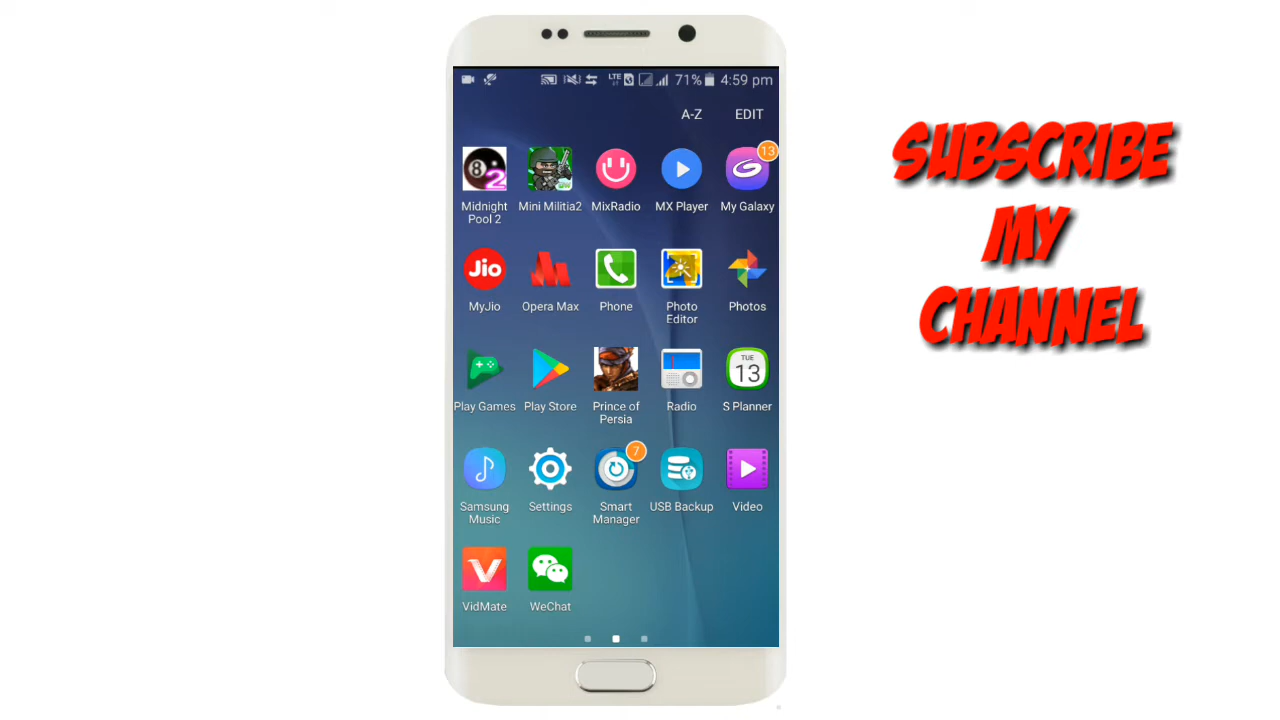 LTE 71% 4:59 pm
A-Z EDIT
13
Midnight Pool 2
Mini Militia2
MixRadio
MX Player
My Galaxy
Jio
MyJio
Opera Max
Phone
Photo Editor
Photos
Play Games
Play Store
Prince of Persia
Radio
TUE
13
S Planner
Samsung Music
Settings
7
Smart Manager
USB Backup
Video
VidMate
WeChat
SUBSCRIBE
MY
CHANNEL